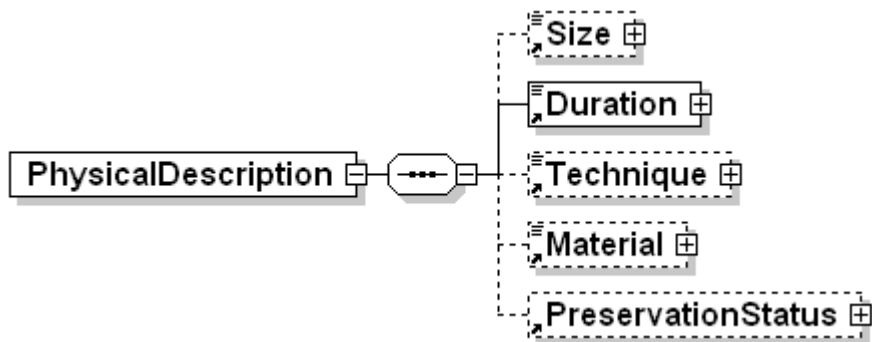 Size
Duration
Technique
PhysicalDescription
Material
PreservationStatus